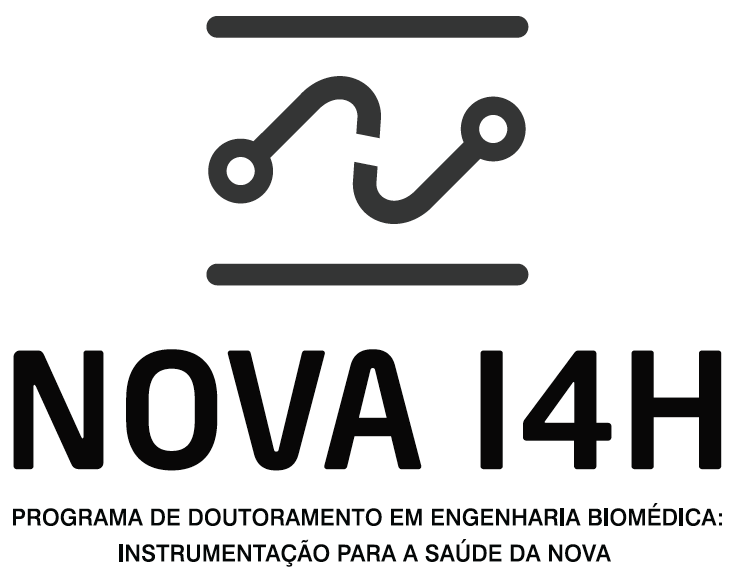 NOVA I4H
PROGRAMA DE DOUTORAMENTO EM ENGENHARIA BIOMÉDICA:
INSTRUMENTAÇÃO PARA A SAÚDE DA NOVA